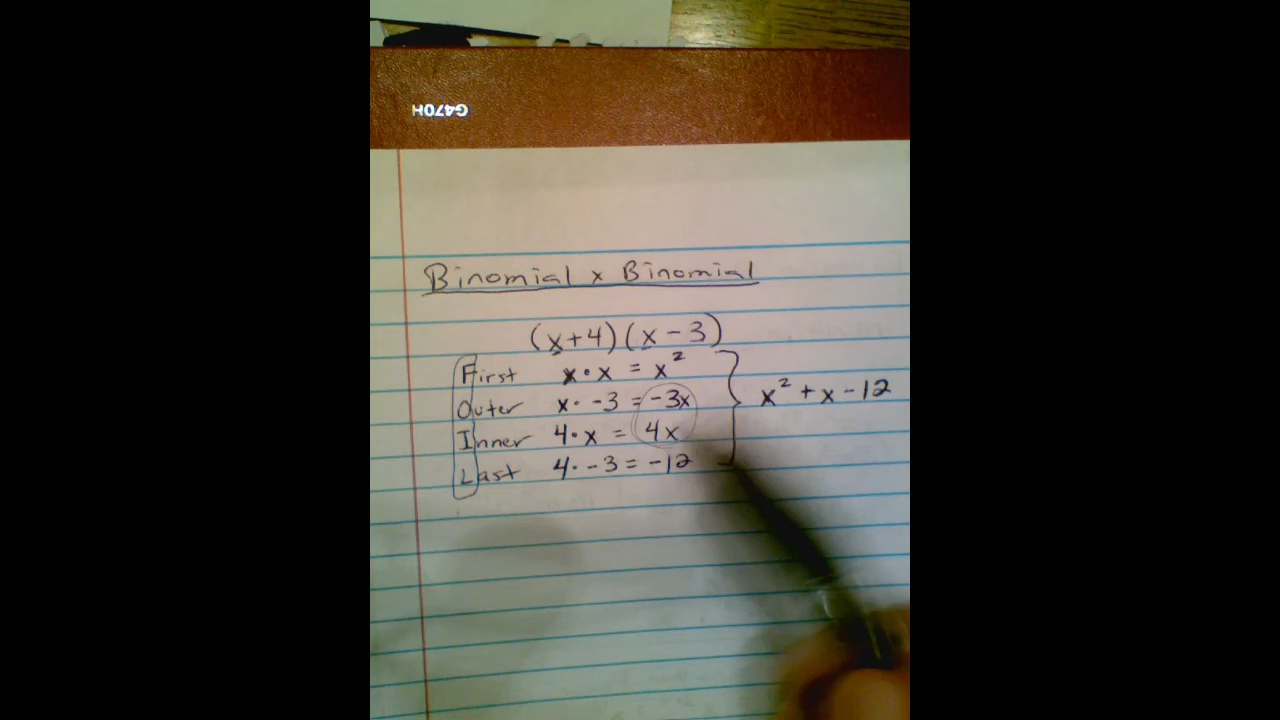 G470H
Binomial x Binomial
(x+4)(x-3)
First x·x = x²
Outer x·-3 = -3x
Inner 4·x = 4x
Last 4·-3 = -12
x² + x - 12